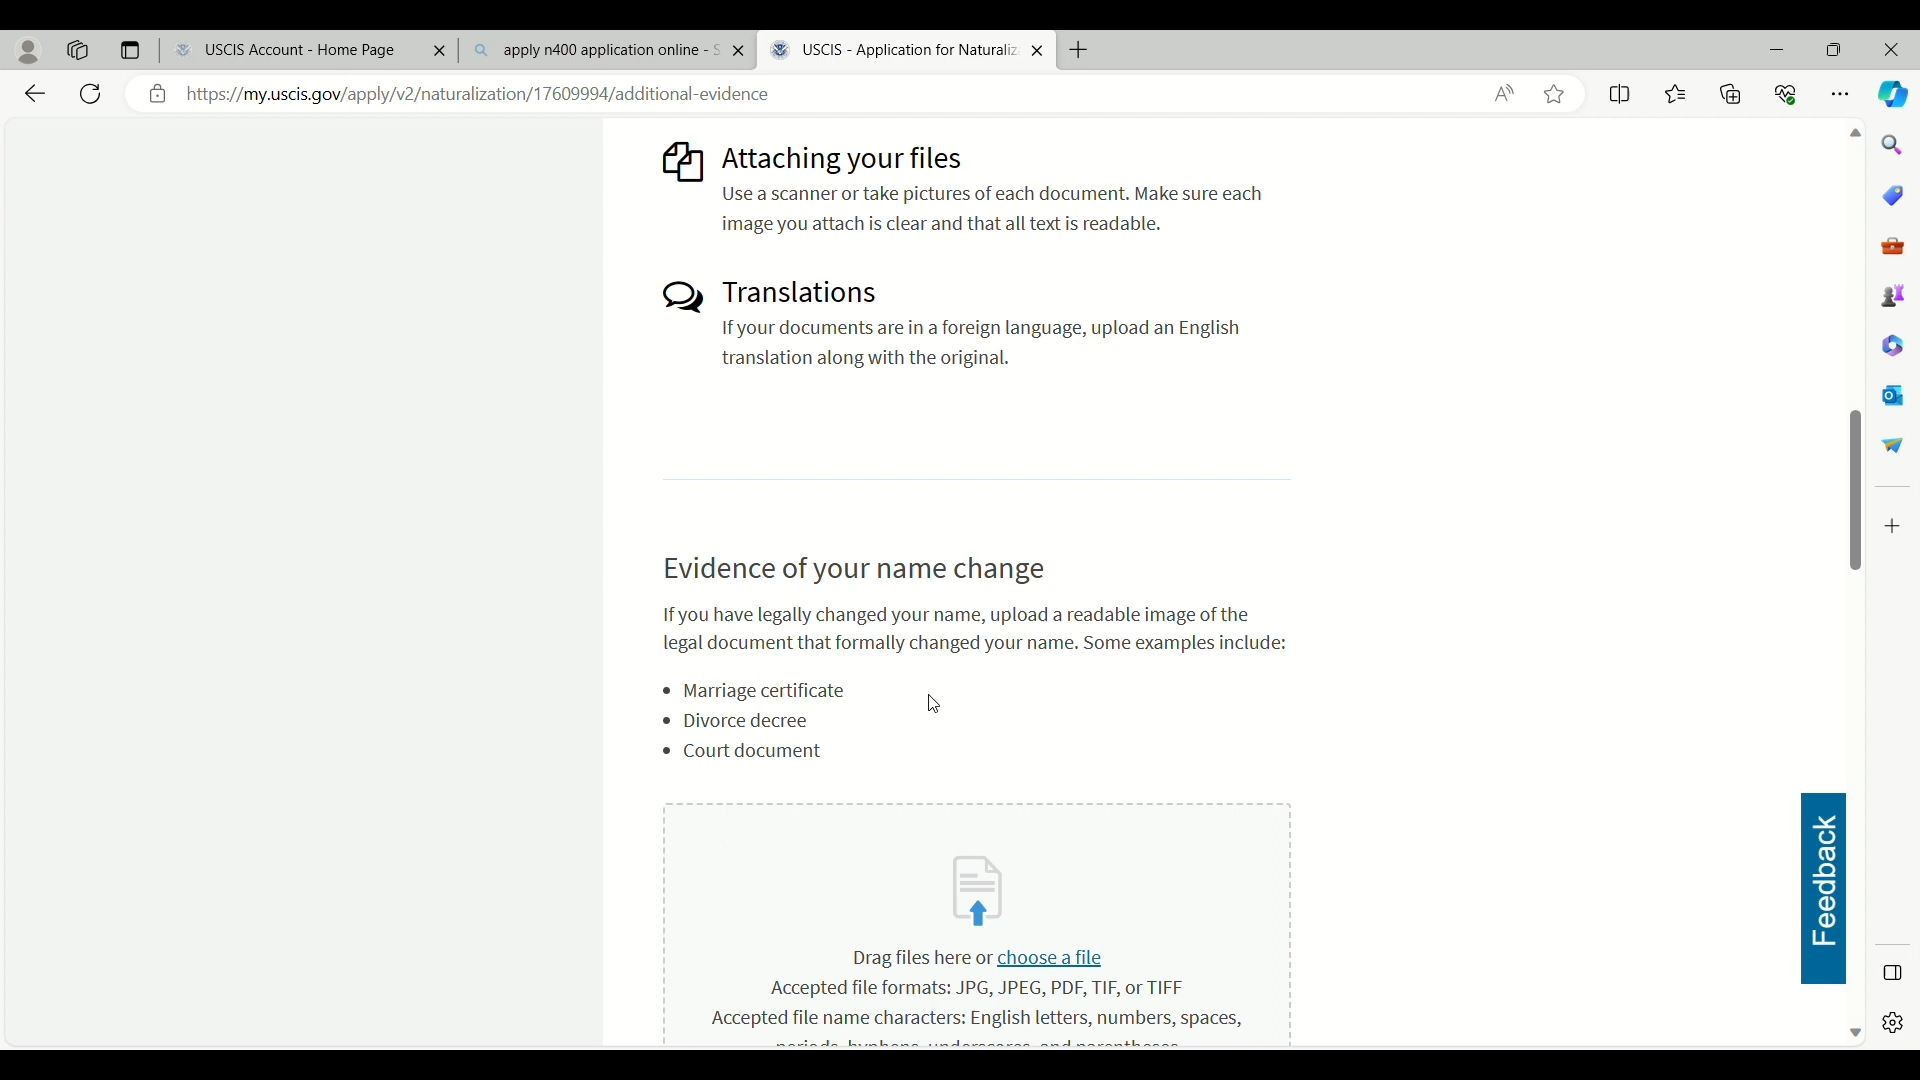 USCIS Account - Home Page
apply n400 application online - S
USCIS - Application for Naturaliz
https://my.uscis.gov/apply/v2/naturalization/17609994/additional-evidence
Attaching your files
Use a scanner or take pictures of each document. Make sure each
image you attach is clear and that all text is readable.
Translations
If your documents are in a foreign language, upload an English
translation along with the original.
Evidence of your name change
If you have legally changed your name, upload a readable image of the
legal document that formally changed your name. Some examples include:
• Marriage certificate
• Divorce decree
• Court document
Feedback
Drag files here or choose a file
Accepted file formats: JPG, JPEG, PDF, TIF, or TIFF
Accepted file name characters: English letters, numbers, spaces,
periods, hyphens, underscores, and parentheses